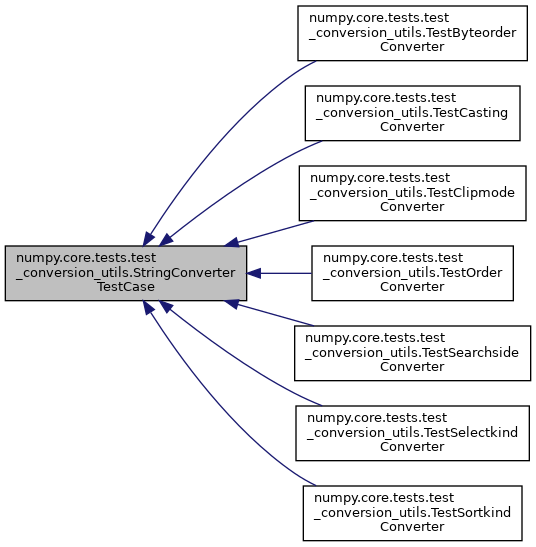 numpy.core.tests.test
_conversion_utils.TestByteorder
Converter
numpy.core.tests.test
_conversion_utils.TestCasting
Converter
numpy.core.tests.test
_conversion_utils.TestClipmode
Converter
numpy.core.tests.test
_conversion_utils.StringConverter
TestCase
numpy.core.tests.test
_conversion_utils.TestOrder
Converter
numpy.core.tests.test
_conversion_utils.TestSearchside
Converter
numpy.core.tests.test
_conversion_utils.TestSelectkind
Converter
numpy.core.tests.test
_conversion_utils.TestSortkind
Converter